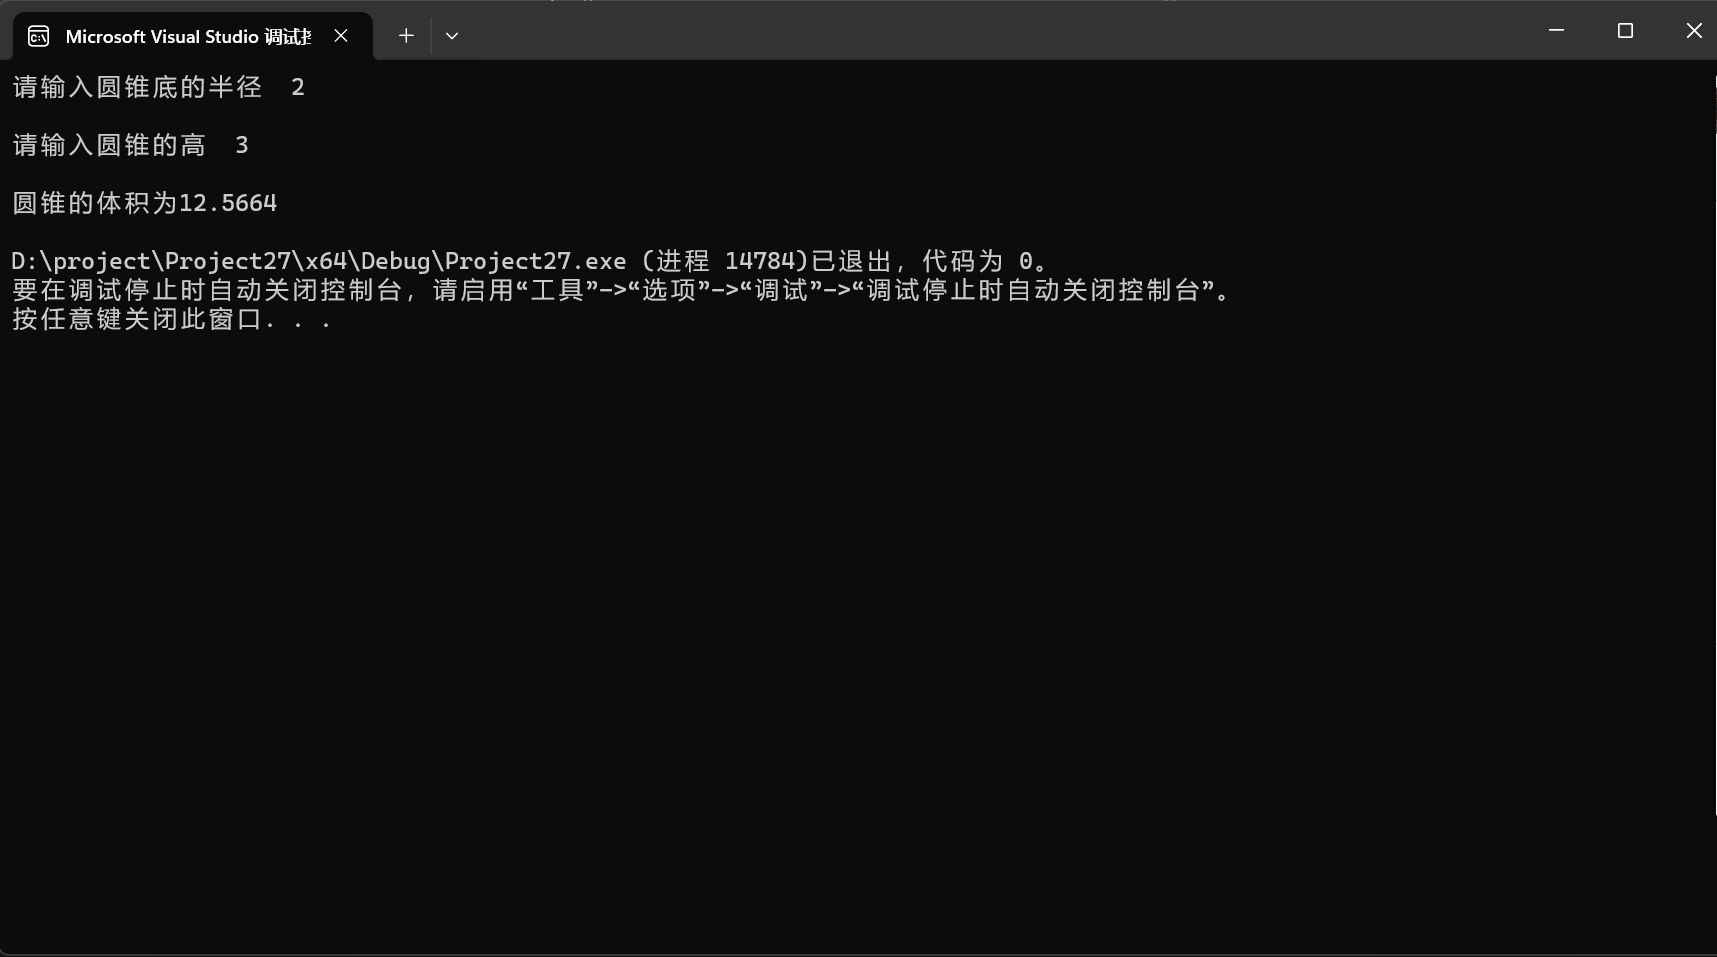 Microsoft Visual Studio 调试
请输入圆锥底的半径  2
请输入圆锥的高  3
圆锥的体积为12.5664
D:\project\Project27\x64\Debug\Project27.exe (进程 14784)已退出，代码为 0。
要在调试停止时自动关闭控制台，请启用“工具”->“选项”->“调试”->“调试停止时自动关闭控制台”。
按任意键关闭此窗口. . .